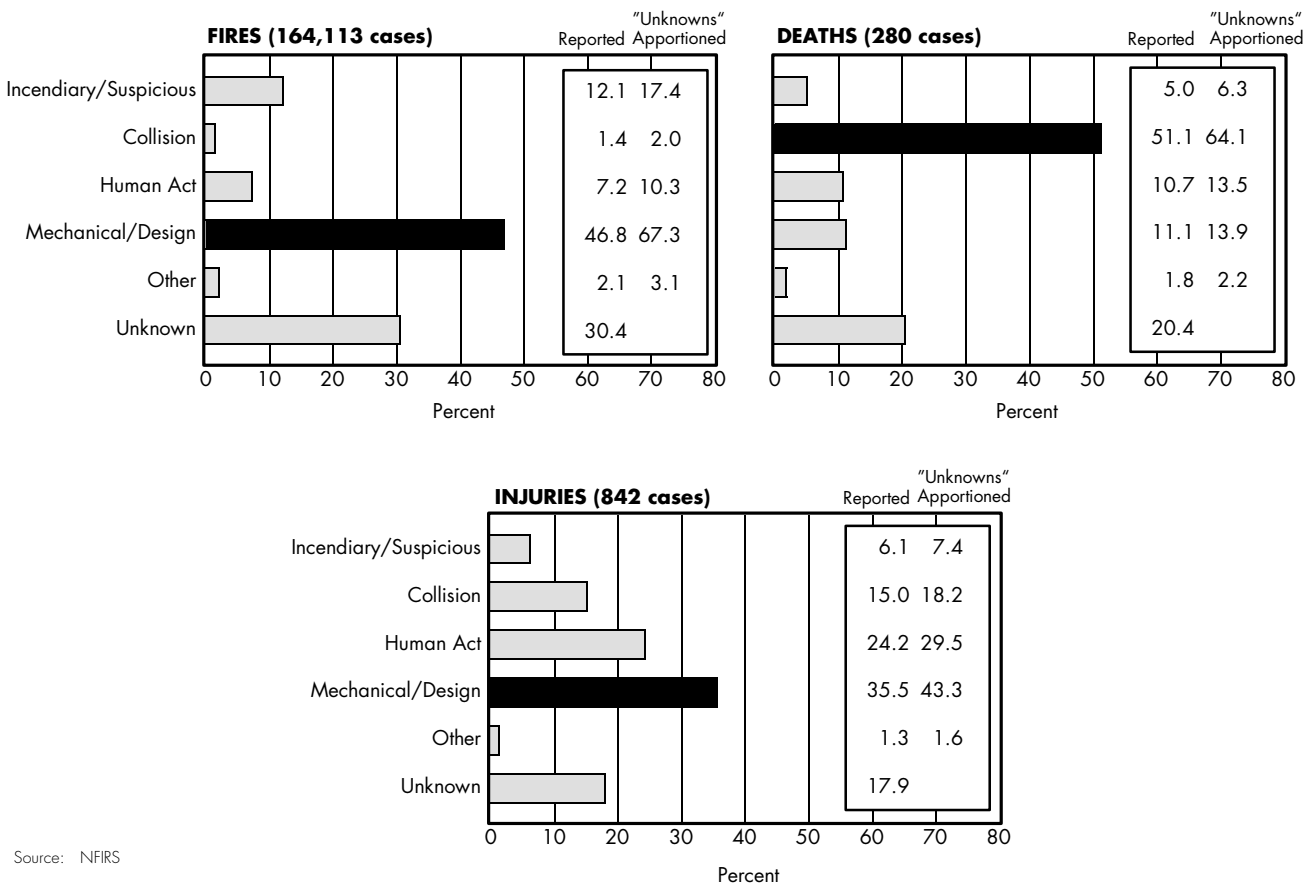 "Unknowns"
FIRES (164,113 cases) Reported Apportioned
Incendiary/Suspicious 12.1 17.4
Collision 1.4 2.0
Human Act 7.2 10.3
Mechanical/Design 46.8 67.3
Other 2.1 3.1
Unknown 30.4
0 10 20 30 40 50 60 70 80
Percent
"Unknowns"
DEATHS (280 cases) Reported Apportioned
5.0 6.3
51.1 64.1
10.7 13.5
11.1 13.9
1.8 2.2
20.4
0 10 20 30 40 50 60 70 80
Percent
"Unknowns"
INJURIES (842 cases) Reported Apportioned
Incendiary/Suspicious 6.1 7.4
Collision 15.0 18.2
Human Act 24.2 29.5
Mechanical/Design 35.5 43.3
Other 1.3 1.6
Unknown 17.9
0 10 20 30 40 50 60 70 80
Percent
Source: NFIRS